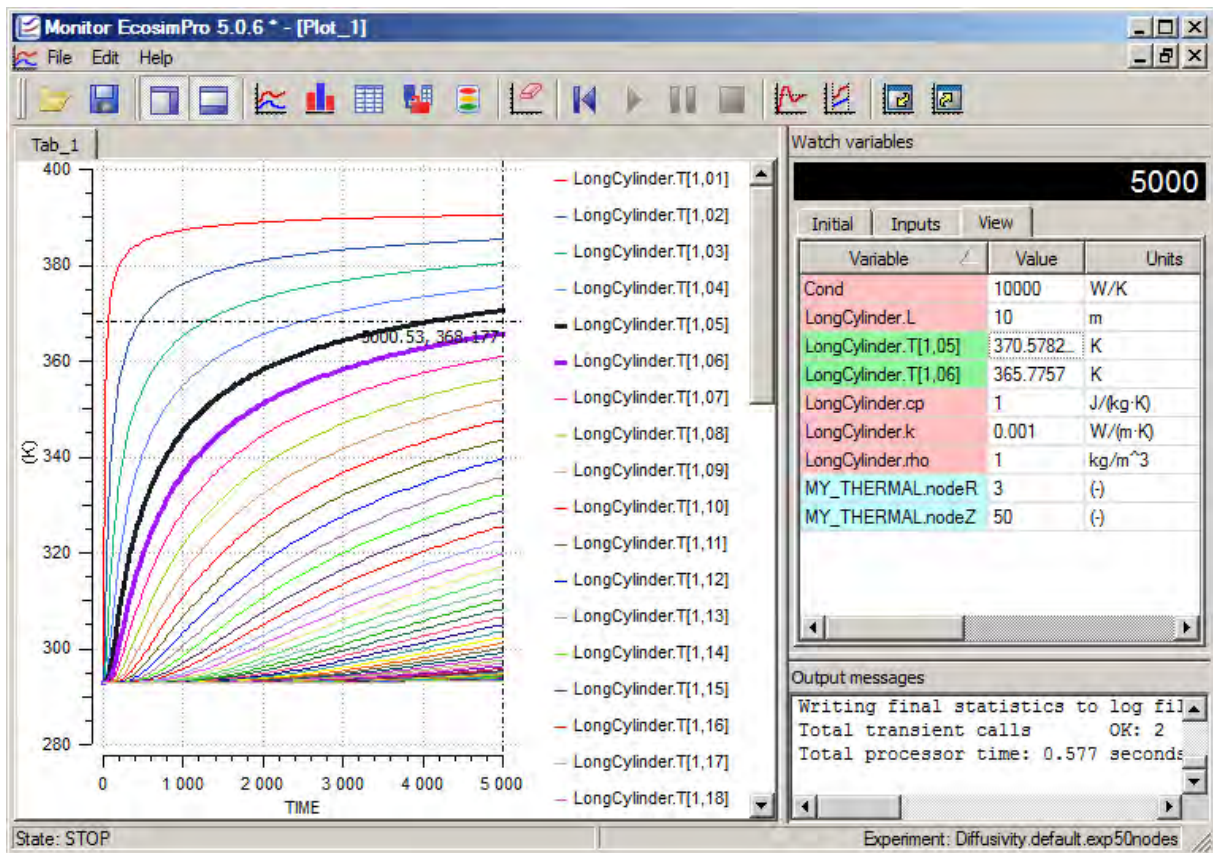 Monitor EcosimPro 5.0.6 * - [Plot_1]
File Edit Help
Tab_1
400
380
360
340
320
300
280
(K)
5000.53, 368.177
0 1 000 2 000 3 000 4 000 5 000
TIME
LongCylinder.T[1,01]
LongCylinder.T[1,02]
LongCylinder.T[1,03]
LongCylinder.T[1,04]
LongCylinder.T[1,05]
LongCylinder.T[1,06]
LongCylinder.T[1,07]
LongCylinder.T[1,08]
LongCylinder.T[1,09]
LongCylinder.T[1,10]
LongCylinder.T[1,11]
LongCylinder.T[1,12]
LongCylinder.T[1,13]
LongCylinder.T[1,14]
LongCylinder.T[1,15]
LongCylinder.T[1,16]
LongCylinder.T[1,17]
LongCylinder.T[1,18]
Watch variables
5000
Initial Inputs View
Variable Value Units
Cond 10000 W/K
LongCylinder.L 10 m
LongCylinder.T[1,05] 370.5782... K
LongCylinder.T[1,06] 365.7757 K
LongCylinder.cp 1 J/(kg·K)
LongCylinder.k 0.001 W/(m·K)
LongCylinder.rho 1 kg/m^3
MY_THERMAL.nodeR 3 (-)
MY_THERMAL.nodeZ 50 (-)
Output messages
Writing final statistics to log fil
Total transient calls OK: 2
Total processor time: 0.577 seconds
State: STOP
Experiment: Diffusivity.default.exp50nodes